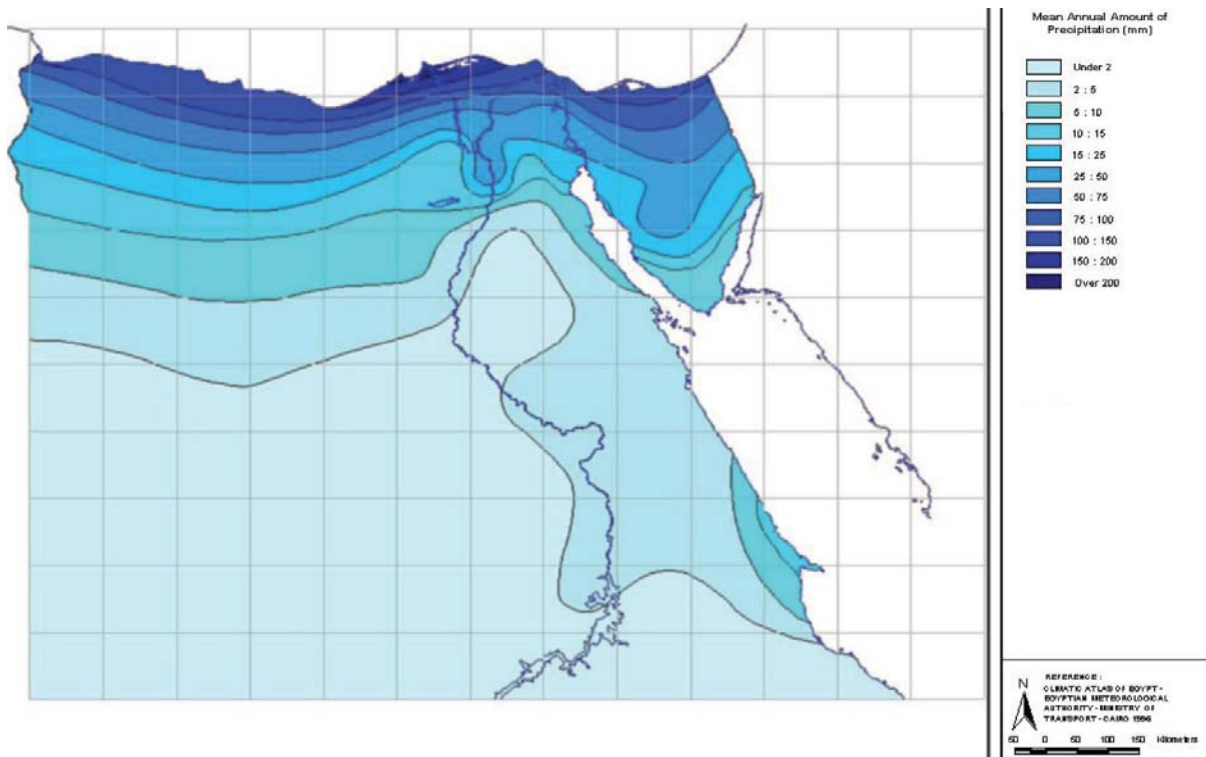 Mean Annual Amount of
Precipitation (mm)
Under 2
2 : 5
5 : 10
10 : 15
15 : 25
25 : 50
50 : 75
75 : 100
100 : 150
150 : 200
Over 200
N
REFERENCE :
CLIMATIC ATLAS OF EGYPT -
EGYPTIAN METEOROLOGICAL
AUTHORITY - MINISTRY OF
TRANSPORT - CAIRO 1996
50 0 50 100 150 Kilometers